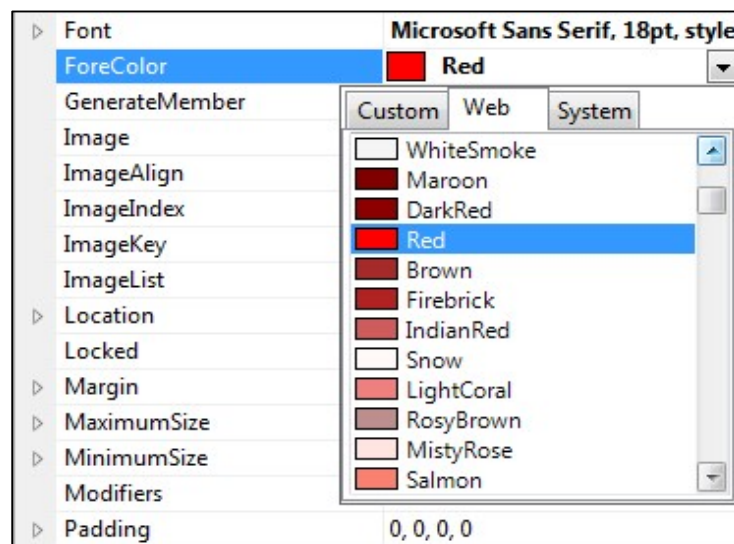 Font Microsoft Sans Serif, 18pt, style
ForeColor Red
GenerateMember
Image
ImageAlign
ImageIndex
ImageKey
ImageList
Location
Locked
Margin
MaximumSize
MinimumSize
Modifiers
Padding 0, 0, 0, 0
Custom Web System
WhiteSmoke
Maroon
DarkRed
Red
Brown
Firebrick
IndianRed
Snow
LightCoral
RosyBrown
MistyRose
Salmon